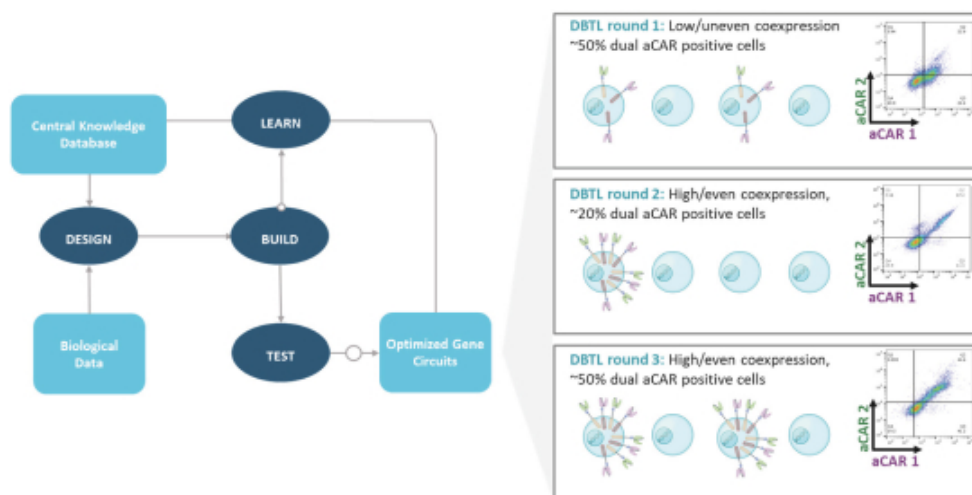 Central Knowledge
Database
LEARN
DESIGN
BUILD
Biological
Data
TEST
Optimized Gene
Circuits
DBTL round 1: Low/uneven coexpression
~50% dual aCAR positive cells
aCAR 2
aCAR 1
DBTL round 2: High/even coexpression,
~20% dual aCAR positive cells
aCAR 2
aCAR 1
DBTL round 3: High/even coexpression,
~50% dual aCAR positive cells
aCAR 2
aCAR 1